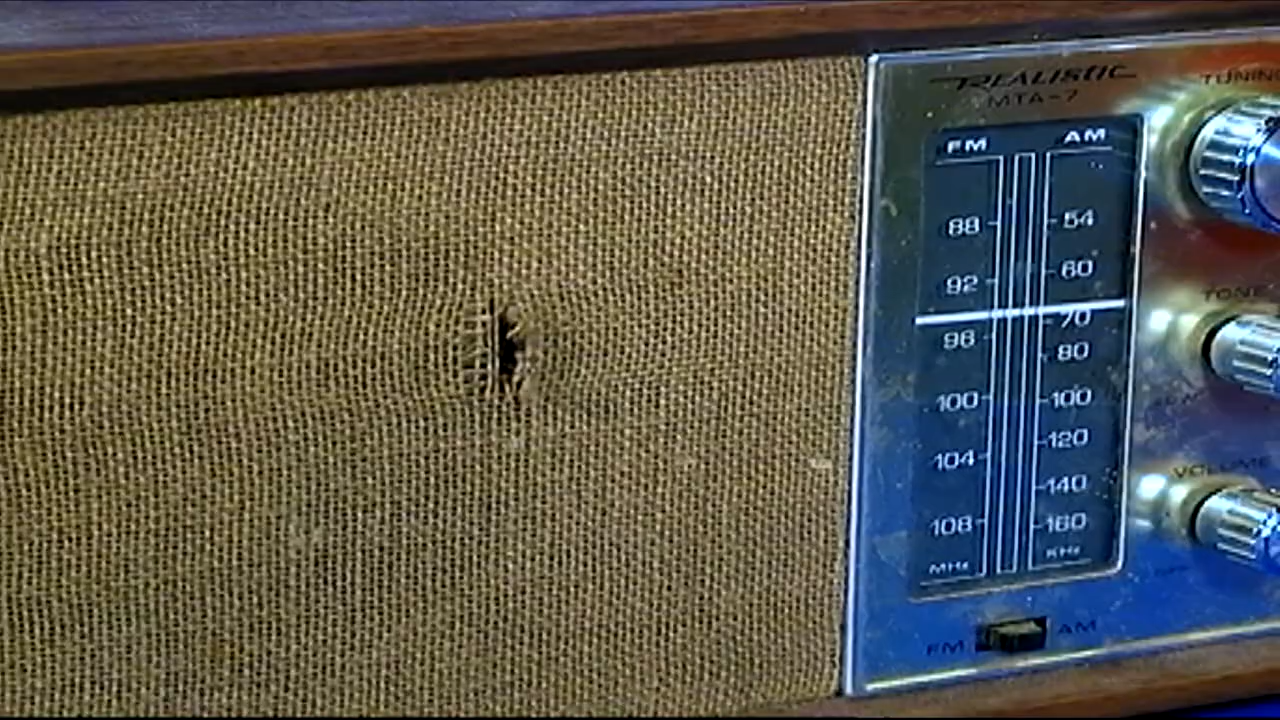 REALISTIC
MTA-7
TUNING
FM AM
88 54
92 60
96 70
100 80
104 100
108 120
140
160
MHz KHz
TONE
VOLUME
FM AM